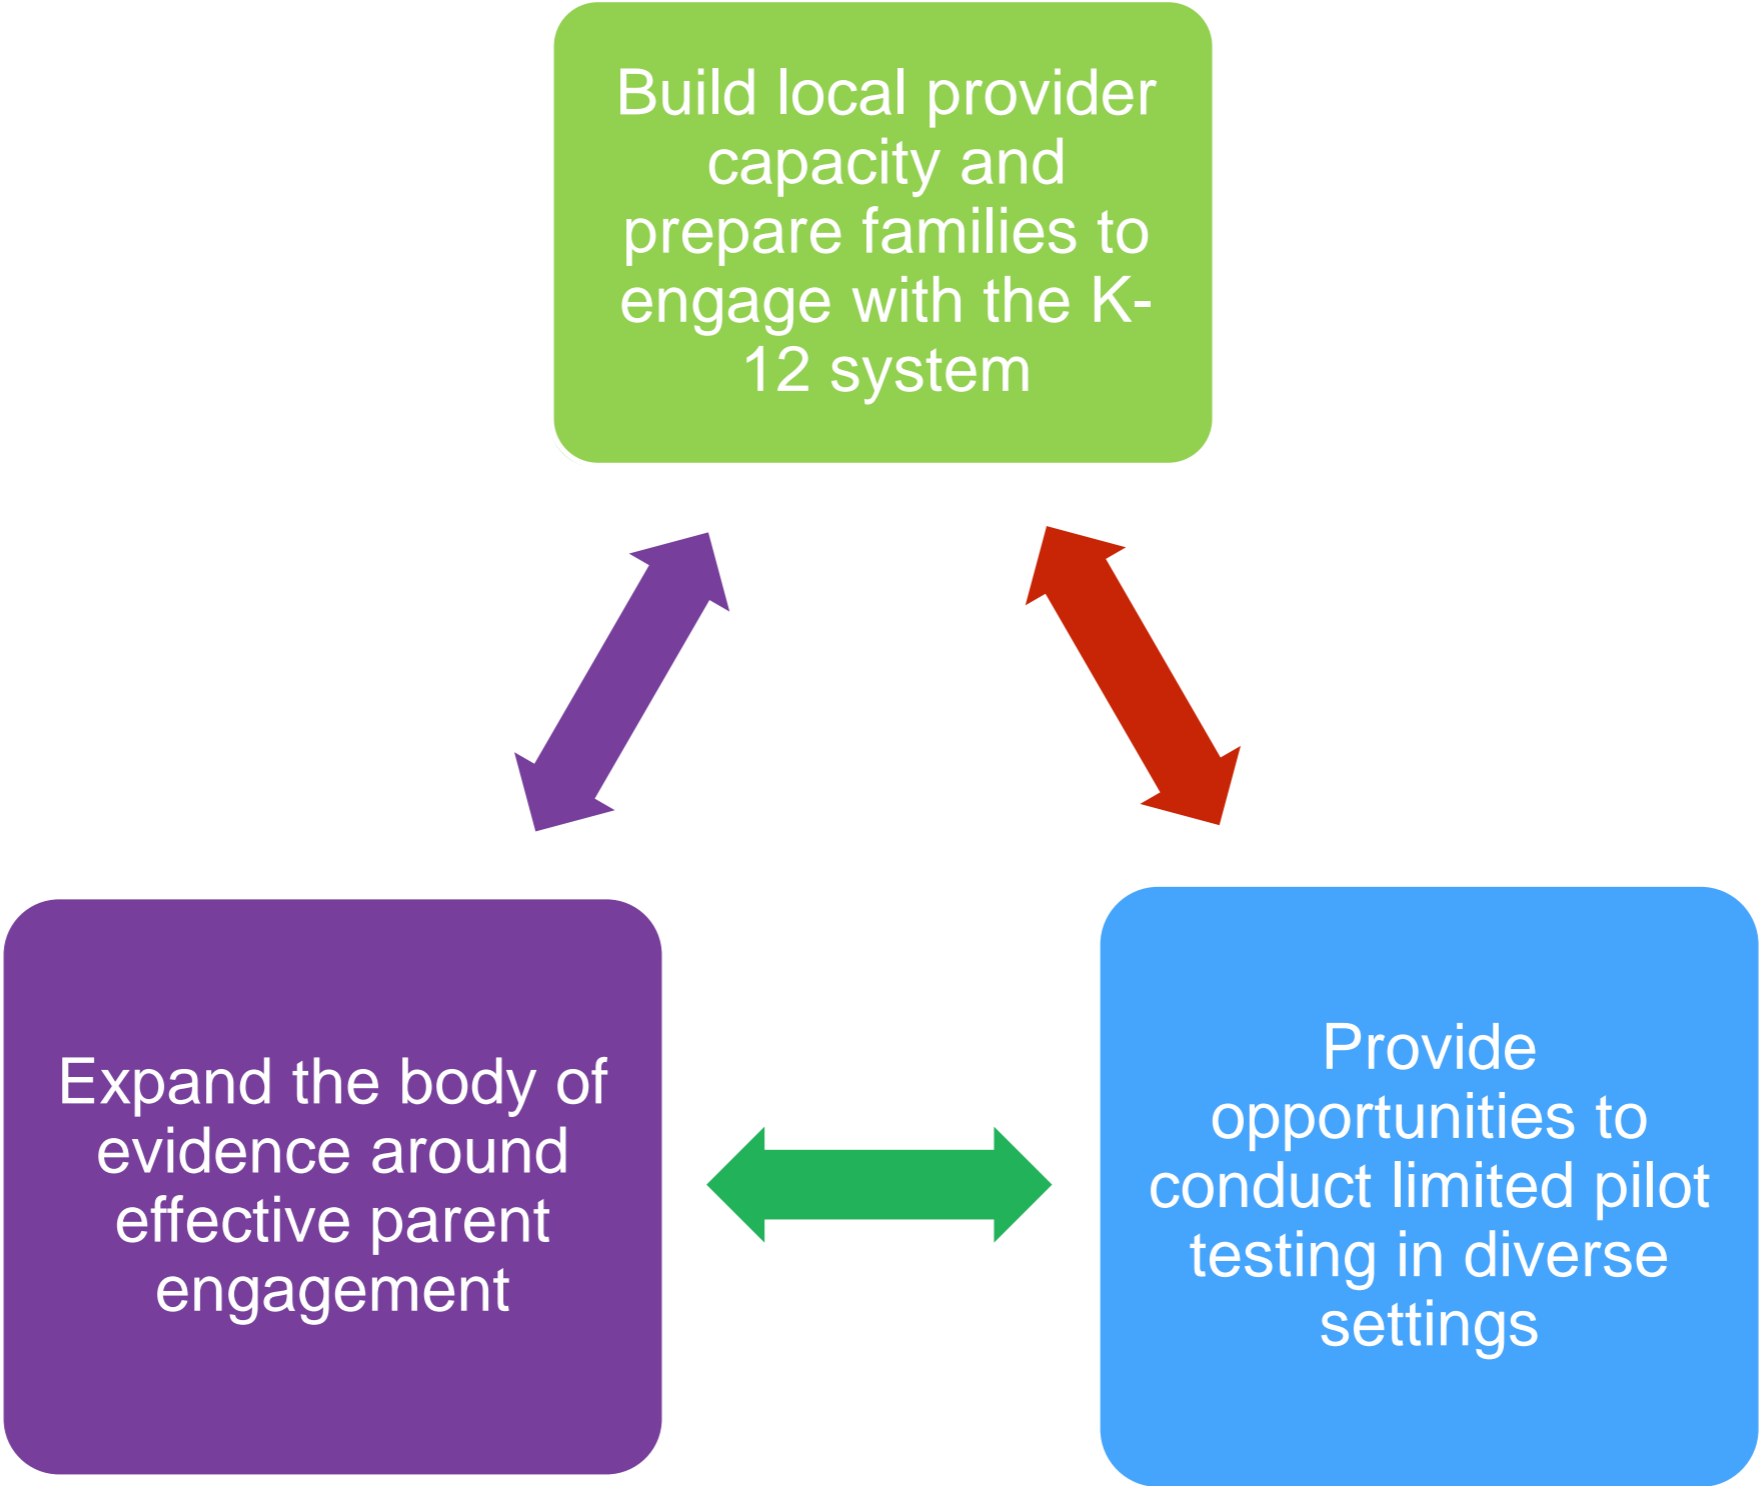 Build local provider
capacity and
prepare families to
engage with the K-
12 system
Expand the body of
evidence around
effective parent
engagement
Provide
opportunities to
conduct limited pilot
testing in diverse
settings